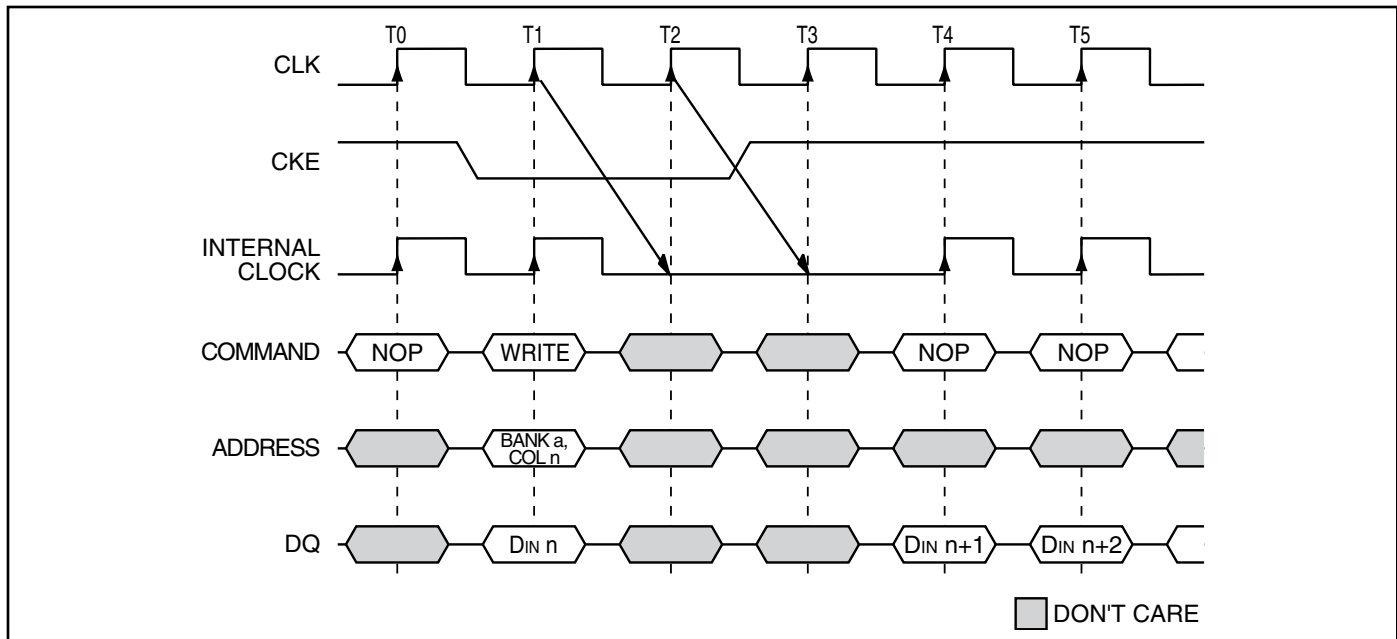 T0 T1 T2 T3 T4 T5
CLK
CKE
INTERNAL
CLOCK
COMMAND NOP WRITE NOP NOP
ADDRESS BANK a,
COL n
DQ DIN n DIN n+1 DIN n+2
DON'T CARE